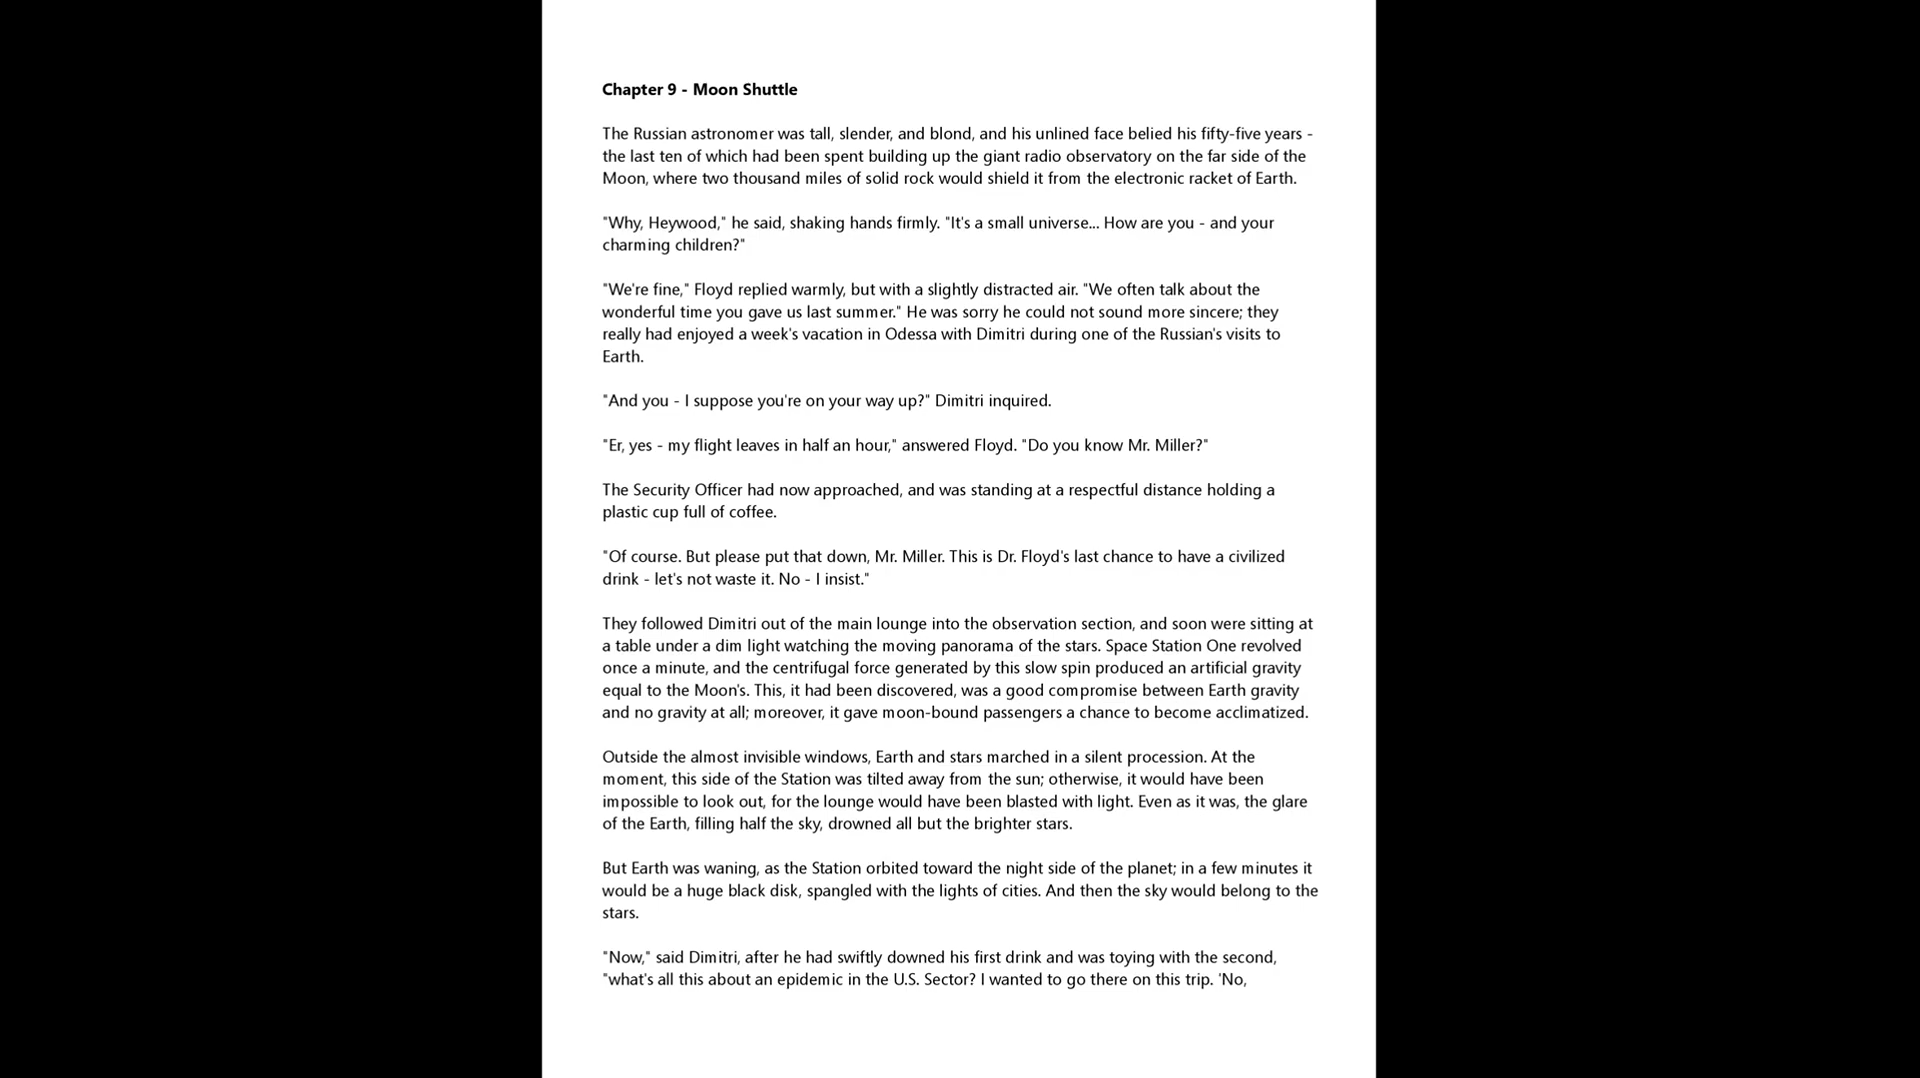 Chapter 9 - Moon Shuttle
The Russian astronomer was tall, slender, and blond, and his unlined face belied his fifty-five years -
the last ten of which had been spent building up the giant radio observatory on the far side of the
Moon, where two thousand miles of solid rock would shield it from the electronic racket of Earth.
"Why, Heywood," he said, shaking hands firmly. "It's a small universe... How are you - and your
charming children?"
"We're fine," Floyd replied warmly, but with a slightly distracted air. "We often talk about the
wonderful time you gave us last summer." He was sorry he could not sound more sincere; they
really had enjoyed a week's vacation in Odessa with Dimitri during one of the Russian's visits to
Earth.
"And you - I suppose you're on your way up?" Dimitri inquired.
"Er, yes - my flight leaves in half an hour," answered Floyd. "Do you know Mr. Miller?"
The Security Officer had now approached, and was standing at a respectful distance holding a
plastic cup full of coffee.
"Of course. But please put that down, Mr. Miller. This is Dr. Floyd's last chance to have a civilized
drink - let's not waste it. No - I insist."
They followed Dimitri out of the main lounge into the observation section, and soon were sitting at
a table under a dim light watching the moving panorama of the stars. Space Station One revolved
once a minute, and the centrifugal force generated by this slow spin produced an artificial gravity
equal to the Moon's. This, it had been discovered, was a good compromise between Earth gravity
and no gravity at all; moreover, it gave moon-bound passengers a chance to become acclimatized.
Outside the almost invisible windows, Earth and stars marched in a silent procession. At the
moment, this side of the Station was tilted away from the sun; otherwise, it would have been
impossible to look out, for the lounge would have been blasted with light. Even as it was, the glare
of the Earth, filling half the sky, drowned all but the brighter stars.
But Earth was waning, as the Station orbited toward the night side of the planet; in a few minutes it
would be a huge black disk, spangled with the lights of cities. And then the sky would belong to the
stars.
"Now," said Dimitri, after he had swiftly downed his first drink and was toying with the second,
"what's all this about an epidemic in the U.S. Sector? I wanted to go there on this trip. 'No,